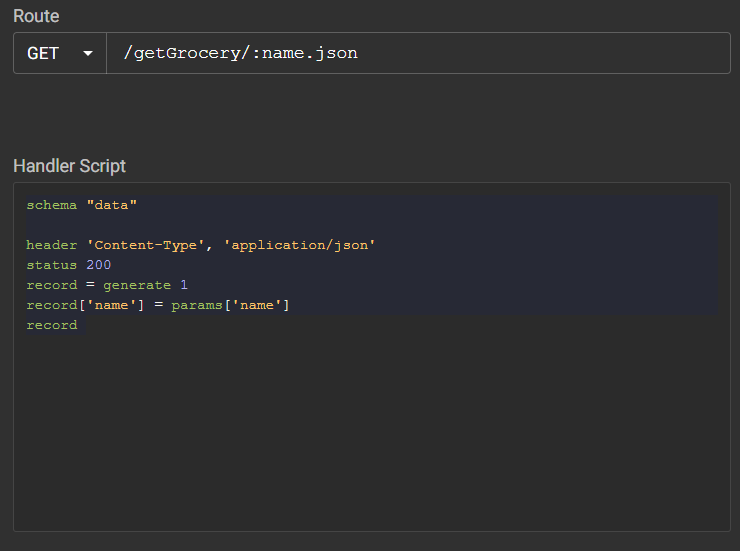 Route
GET /getGrocery/:name.json
Handler Script
schema "data"
header 'Content-Type', 'application/json'
status 200
record = generate 1
record['name'] = params['name']
record